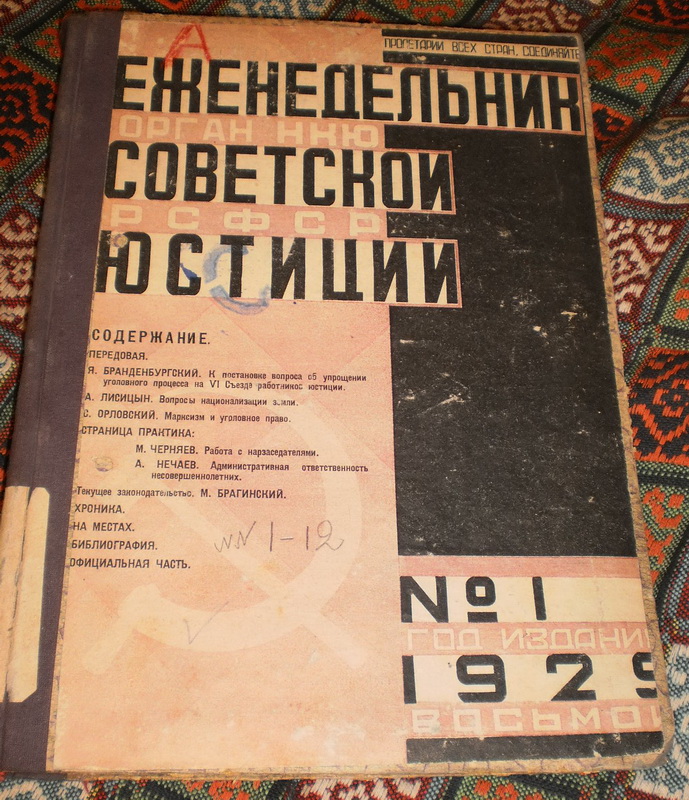 А
ПРОЛЕТАРИИ ВСЕХ СТРАН, СОЕДИНЯЙТЕ
ЕЖЕНЕДЕЛЬНИК
ОРГАН НКЮ
СОВЕТСКОЙ
РСФСР
ЮСТИЦИИ
СОДЕРЖАНИЕ.
ПЕРЕДОВАЯ.
Я. БРАНДЕНБУРГСКИЙ. К постановке вопроса об упрощении
уголовного процесса на VI Съезде работников юстиции.
А. ЛИСИЦЫН. Вопросы национализации земли.
С. ОРЛОВСКИЙ. Марксизм и уголовное право.
СТРАНИЦА ПРАКТИКА:
М. ЧЕРНЯЕВ. Работа с нарзаседателями.
А. НЕЧАЕВ. Административная ответственность
несовершеннолетних.
Текущее законодательство. М. БРАГИНСКИЙ.
ХРОНИКА.
НА МЕСТАХ.
БИБЛИОГРАФИЯ.
ОФИЦИАЛЬНАЯ ЧАСТЬ.
№№ 1-12
№ 1
ГОД ИЗДАНИЯ
1929
ВОСЬМОЙ